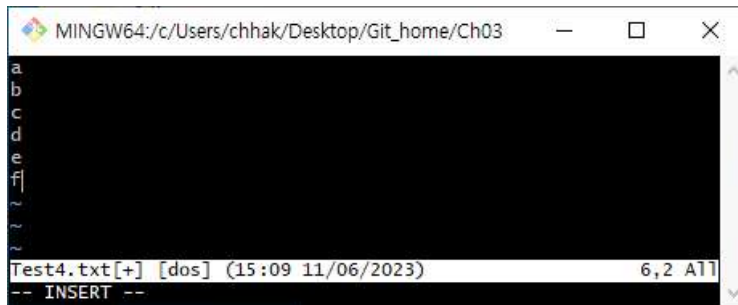 MINGW64:/c/Users/chhak/Desktop/Git_home/Ch03
a
b
c
d
e
f
~
~
~
Test4.txt[+] [dos] (15:09 11/06/2023) 6,2 All
-- INSERT --